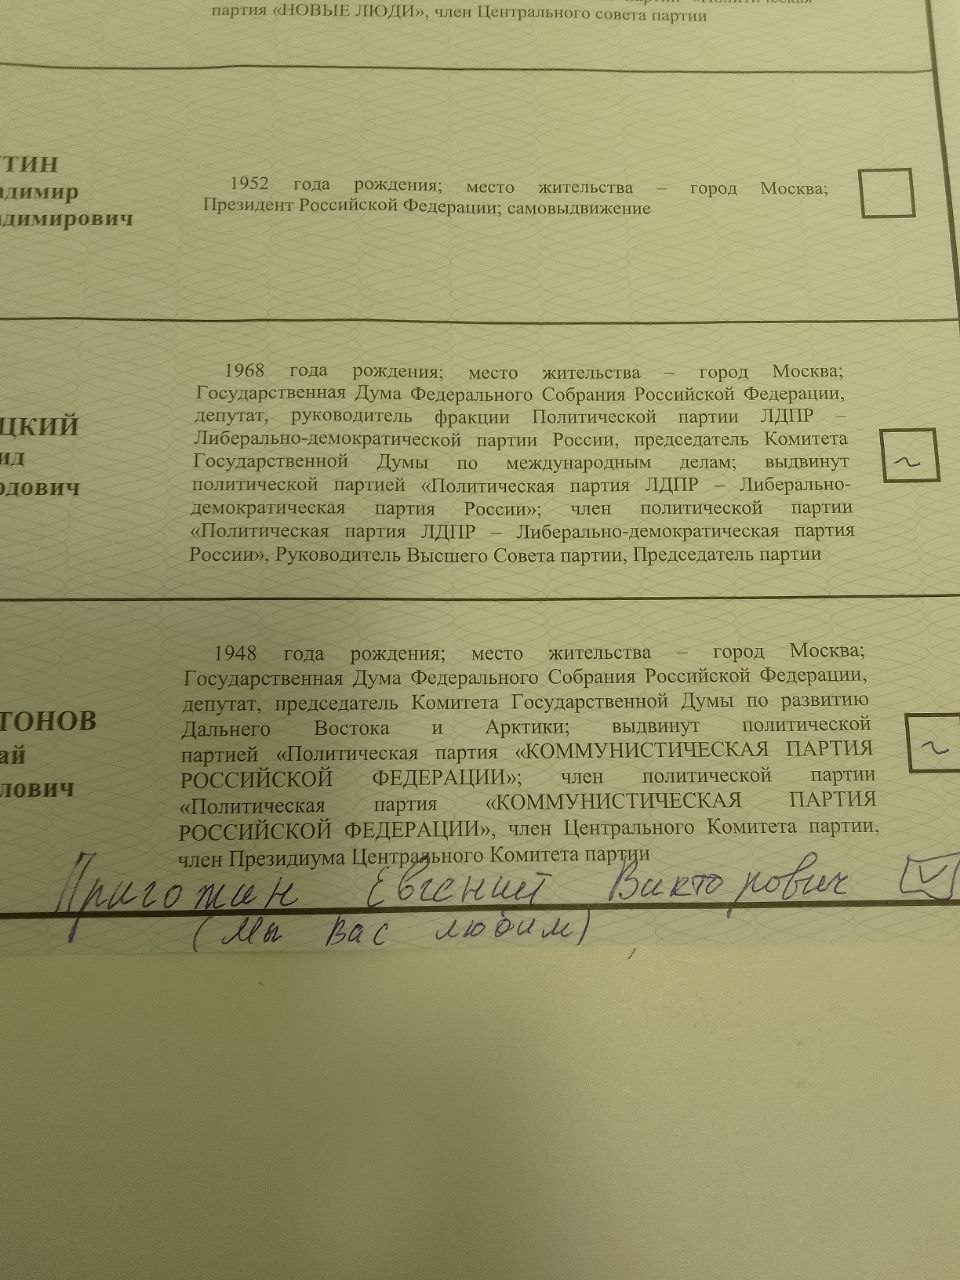 партия «НОВЫЕ ЛЮДИ», член Центрального совета партии
УТИН
адимир
адимирович
1952 года рождения; место жительства – город Москва;
Президент Российской Федерации; самовыдвижение
ЦКИЙ
ид
рдович
1968 года рождения; место жительства – город Москва;
Государственная Дума Федерального Собрания Российской Федерации,
депутат, руководитель фракции Политической партии ЛДПР –
Либерально-демократической партии России, председатель Комитета
Государственной Думы по международным делам; выдвинут
политической партией «Политическая партия ЛДПР – Либерально-
демократическая партия России»; член политической партии
«Политическая партия ЛДПР – Либерально-демократическая партия
России», Руководитель Высшего Совета партии, Председатель партии
ТОНОВ
ай
лович
1948 года рождения; место жительства – город Москва;
Государственная Дума Федерального Собрания Российской Федерации,
депутат, председатель Комитета Государственной Думы по развитию
Дальнего Востока и Арктики; выдвинут политической
партией «Политическая партия «КОММУНИСТИЧЕСКАЯ ПАРТИЯ
РОССИЙСКОЙ ФЕДЕРАЦИИ»; член политической партии
«Политическая партия «КОММУНИСТИЧЕСКАЯ ПАРТИЯ
РОССИЙСКОЙ ФЕДЕРАЦИИ», член Центрального Комитета партии,
член Президиума Центрального Комитета партии
Пригожин Евгений Викторович
(Мы Вас любим)